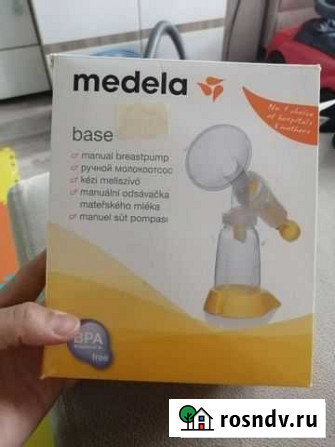 medela
No. 1 choice
of hospitals
& mothers
base
manual breastpump
ручной молокоотсос
kézi mellszívó
manuální odsávačka
mateřského mléka
manuel süt pompası
BPA
free
rosndv.ru